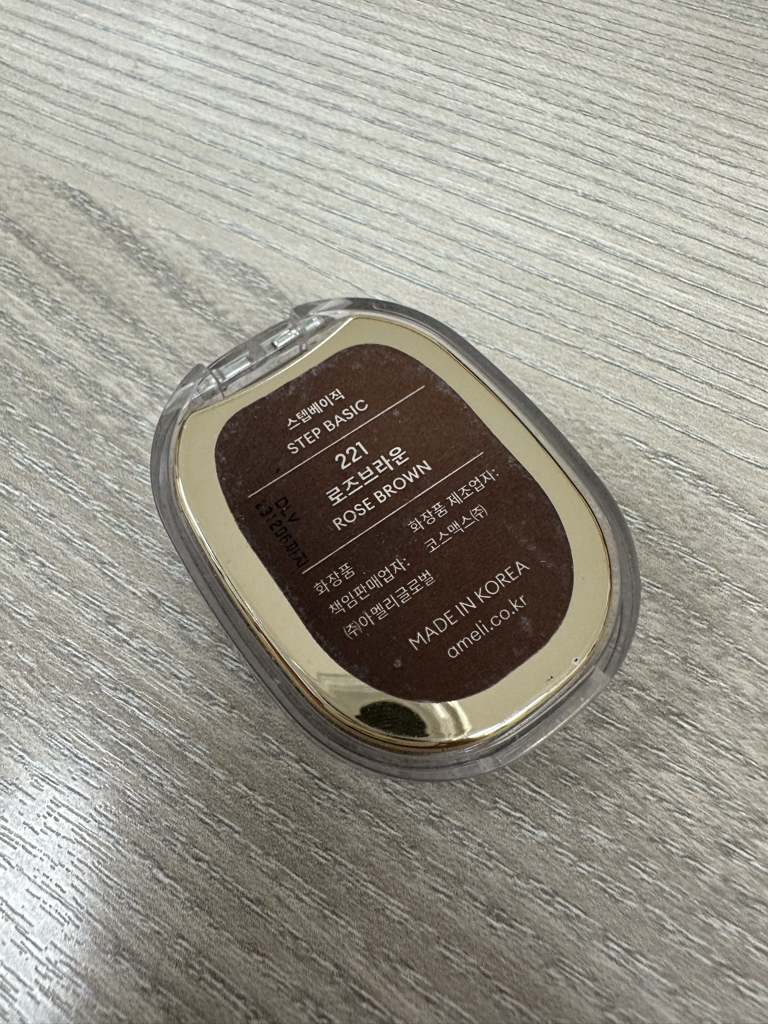 스텝베이직
STEP BASIC
221
로즈브라운
ROSE BROWN
화장품 제조업자:
코스맥스㈜
화장품
책임판매업자:
㈜아멜리글로벌
MADE IN KOREA
ameli.co.kr